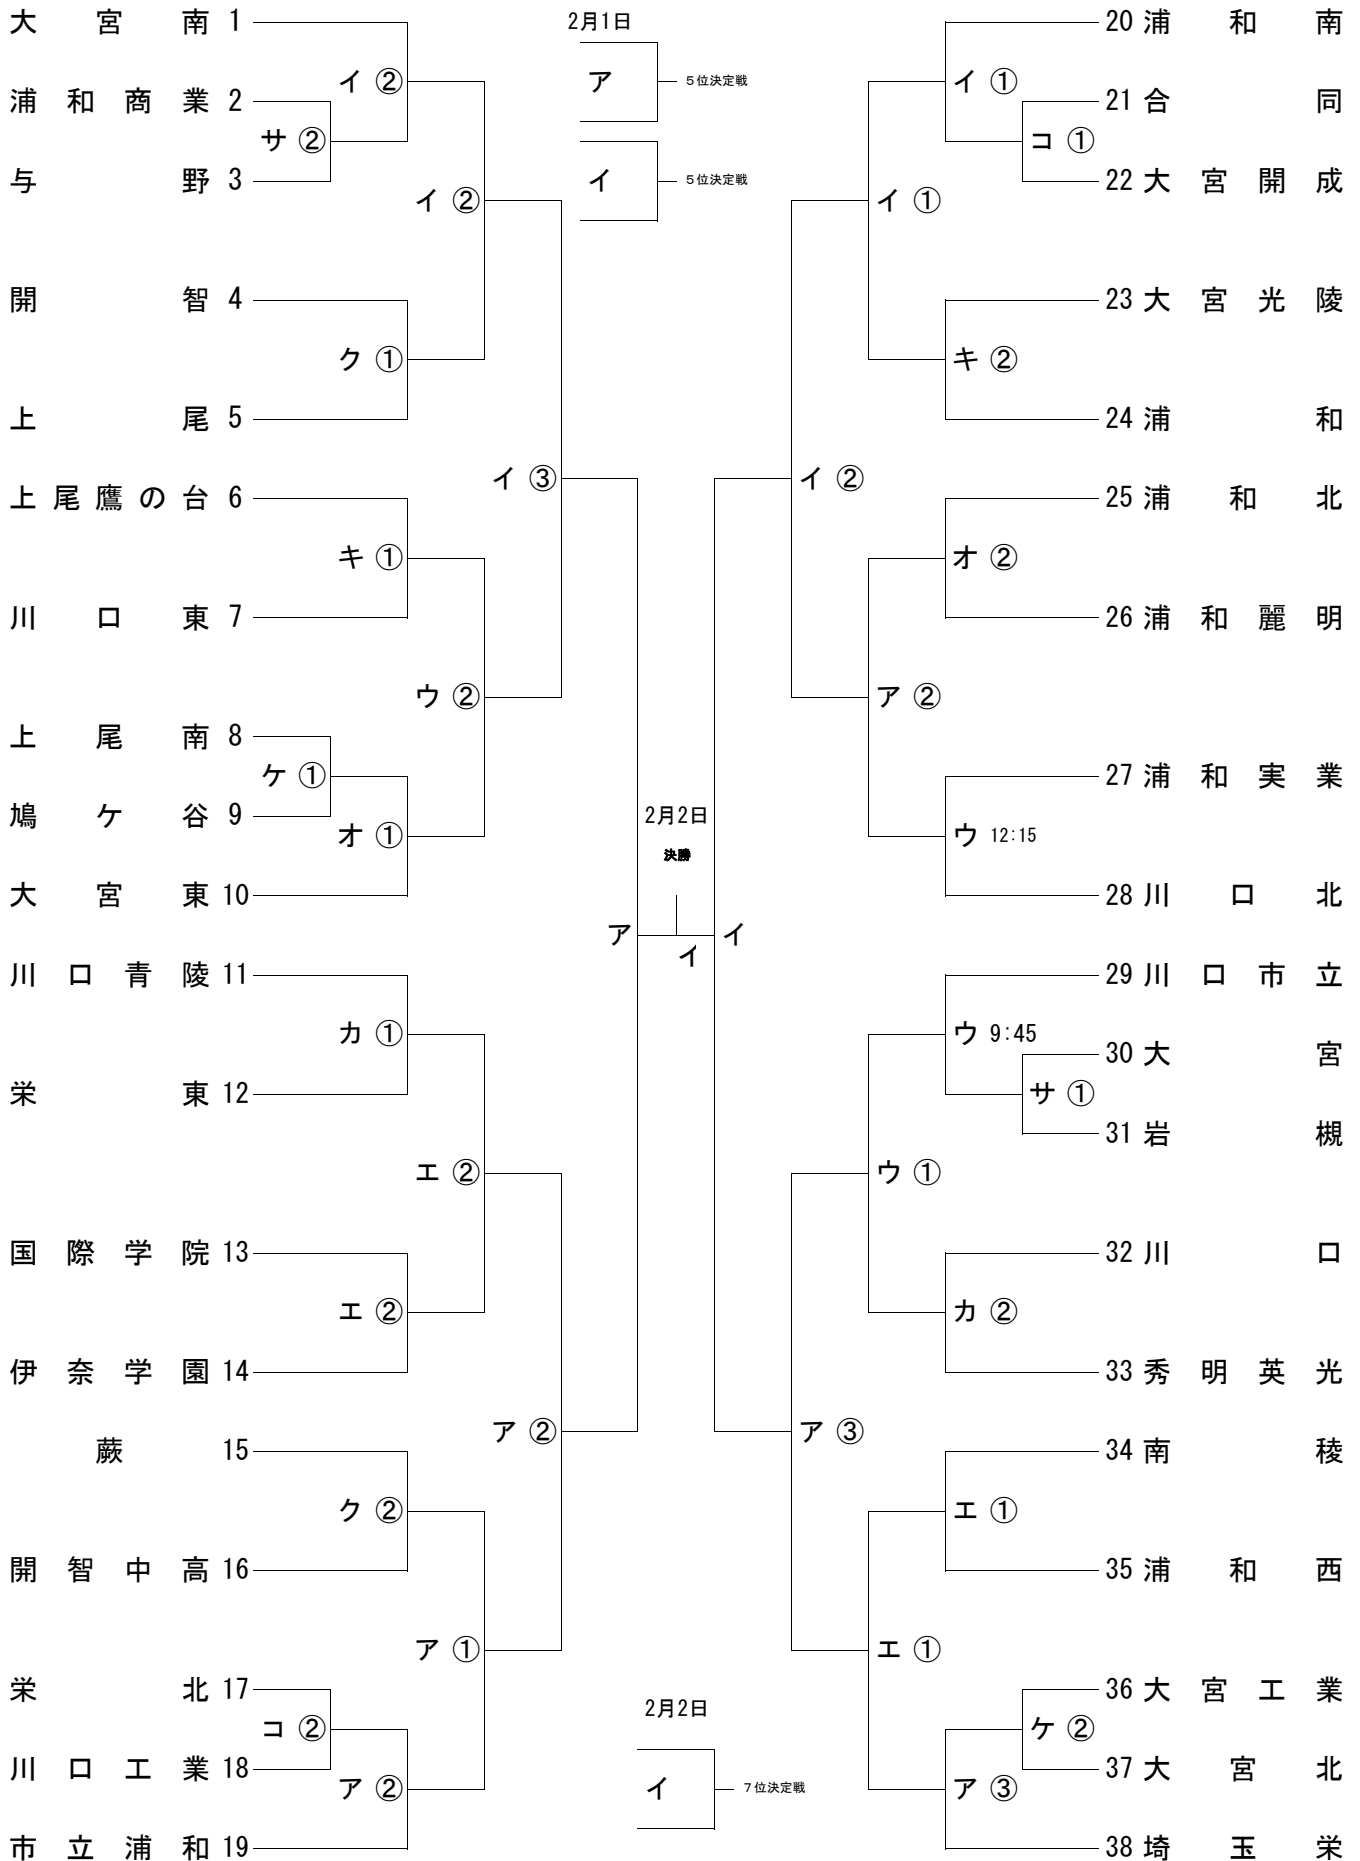 大宮南 1
2月1日
20 浦和南
ア
5位決定戦
イ ②
イ ①
浦和商業 2
21 合同
サ ②
コ ①
与野 3
イ
5位決定戦
22 大宮開成
イ ②
イ ①
開智 4
23 大宮光陵
ク ①
キ ②
上尾 5
24 浦和
イ ③
イ ②
上尾鷹の台 6
25 浦和北
キ ①
オ ②
川口東 7
26 浦和麗明
ウ ②
ア ②
上尾南 8
ケ ①
27 浦和実業
鳩ケ谷 9
2月2日
オ ①
ウ 12:15
決勝
大宮東 10
28 川口北
ア
イ
イ
川口青陵 11
29 川口市立
カ ①
ウ 9:45
30 大宮
栄東 12
サ ①
31 岩槻
エ ②
ウ ①
国際学院 13
32 川口
エ ②
カ ②
伊奈学園 14
33 秀明英光
ア ②
ア ③
蕨 15
34 南稜
ク ②
エ ①
開智中高 16
35 浦和西
ア ①
エ ①
栄北 17
36 大宮工業
2月2日
コ ②
ケ ②
川口工業 18
37 大宮北
ア ②
イ
7位決定戦
ア ③
市立浦和 19
38 埼玉栄